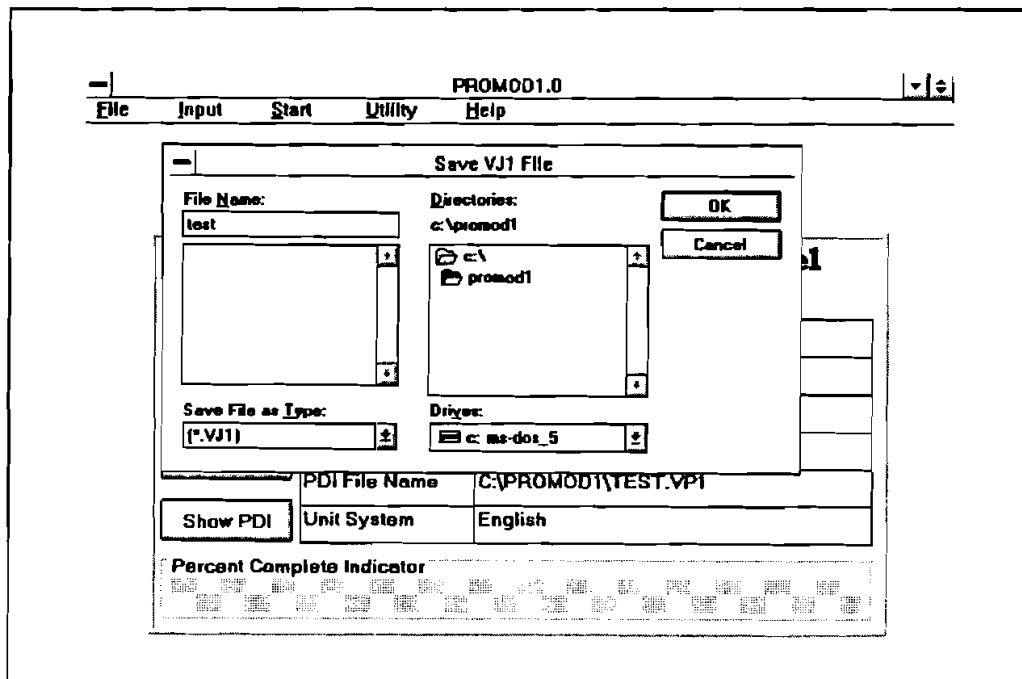 PROMOD1.0
File Input Start Utility Help
Save VJ1 File
File Name:
test
Directories:
c:\promod1
c:\
promod1
OK
Cancel
Save File as Type:
(*.VJ1)
Drives:
c: ms-dos_5
PDI File Name C:\PROMOD1\TEST.VP1
Show PDI
Unit System English
Percent Complete Indicator